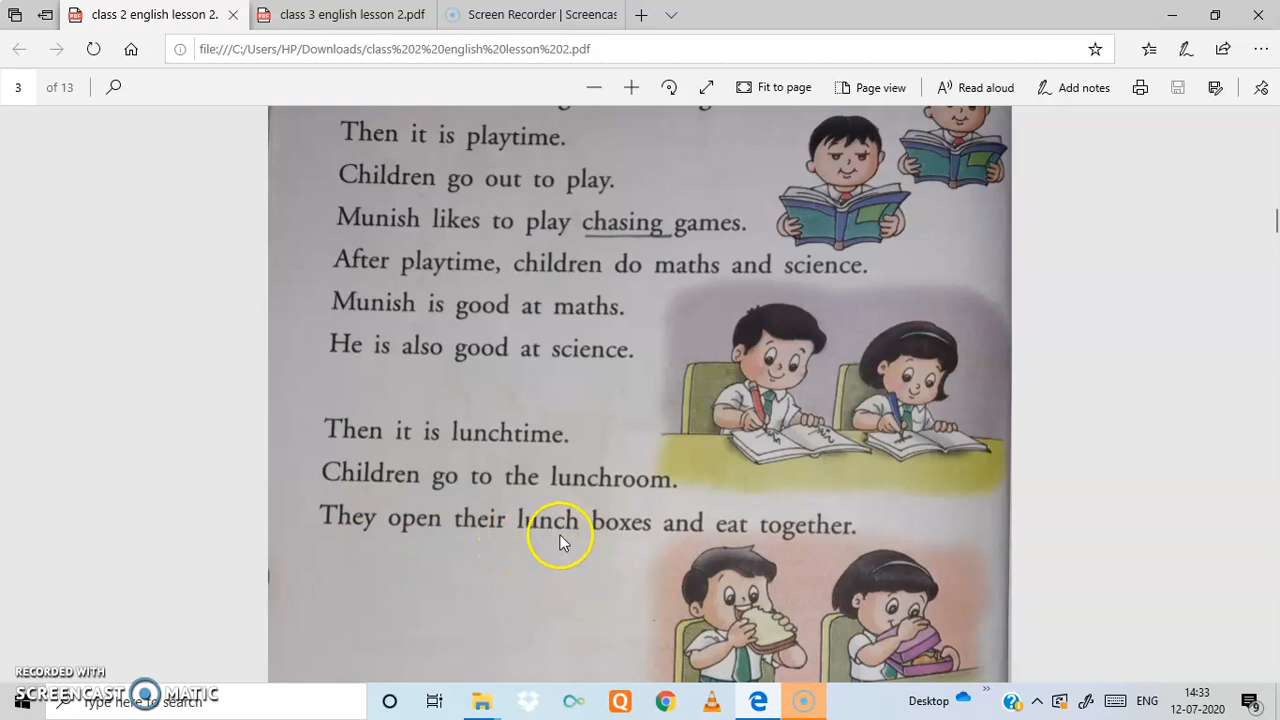 class 2 english lesson 2.
class 3 english lesson 2.pdf
Screen Recorder | Screencas
file:///C:/Users/HP/Downloads/class%202%20english%20lesson%202.pdf
3 of 13
Fit to page
Page view
Read aloud
Add notes
Then it is playtime.
Children go out to play.
Munish likes to play chasing games.
After playtime, children do maths and science.
Munish is good at maths.
He is also good at science.
Then it is lunchtime.
Children go to the lunchroom.
They open their lunch boxes and eat together.
RECORDED WITH
SCREENCAST MATIC
Type here to search
Desktop
ENG
14:33
12-07-2020
9